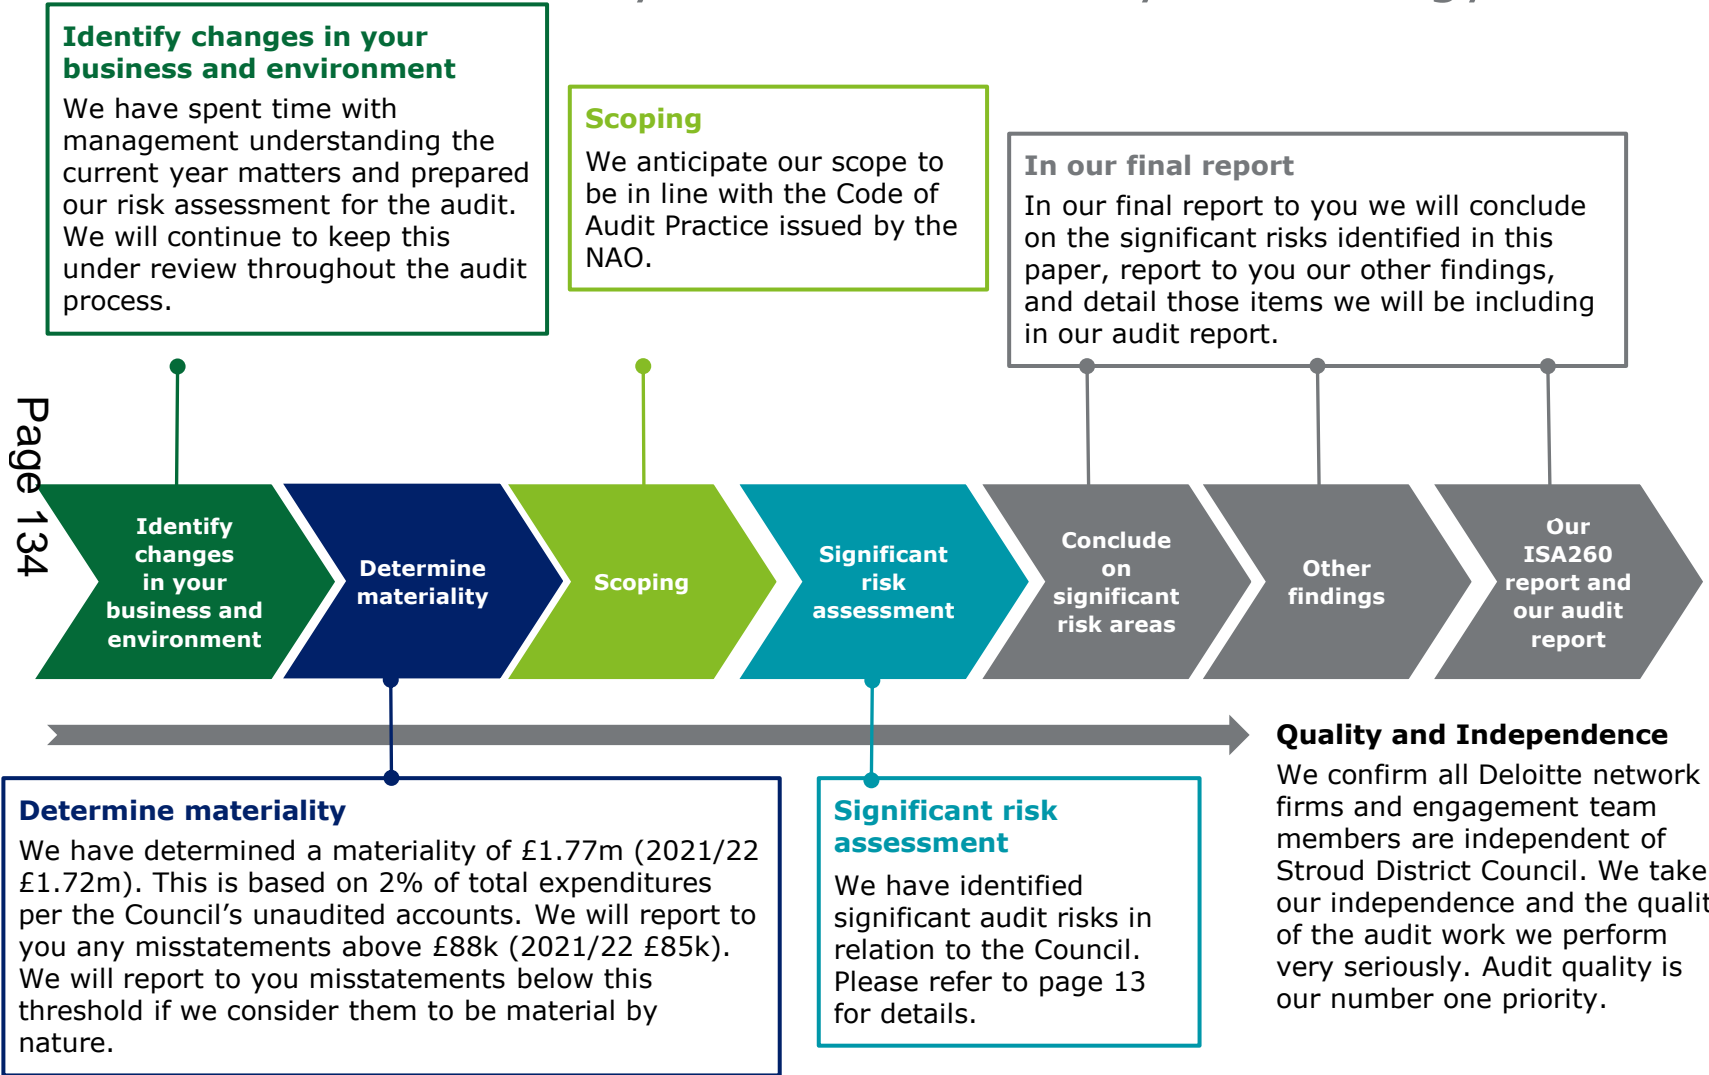 Identify changes in your
business and environment
We have spent time with
management understanding the
current year matters and prepared
our risk assessment for the audit.
We will continue to keep this
under review throughout the audit
process.
Scoping
We anticipate our scope to
be in line with the Code of
Audit Practice issued by the
NAO.
In our final report
In our final report to you we will conclude
on the significant risks identified in this
paper, report to you our other findings,
and detail those items we will be including
in our audit report.
Page 134
Identify
changes
in your
business and
environment
Determine
materiality
Scoping
Significant
risk
assessment
Conclude
on
significant
risk areas
Other
findings
Our
ISA260
report and
our audit
report
Determine materiality
We have determined a materiality of £1.77m (2021/22
£1.72m). This is based on 2% of total expenditures
per the Council’s unaudited accounts. We will report to
you any misstatements above £88k (2021/22 £85k).
We will report to you misstatements below this
threshold if we consider them to be material by
nature.
Significant risk
assessment
We have identified
significant audit risks in
relation to the Council.
Please refer to page 13
for details.
Quality and Independence
We confirm all Deloitte network
firms and engagement team
members are independent of
Stroud District Council. We take
our independence and the qualit
of the audit work we perform
very seriously. Audit quality is
our number one priority.